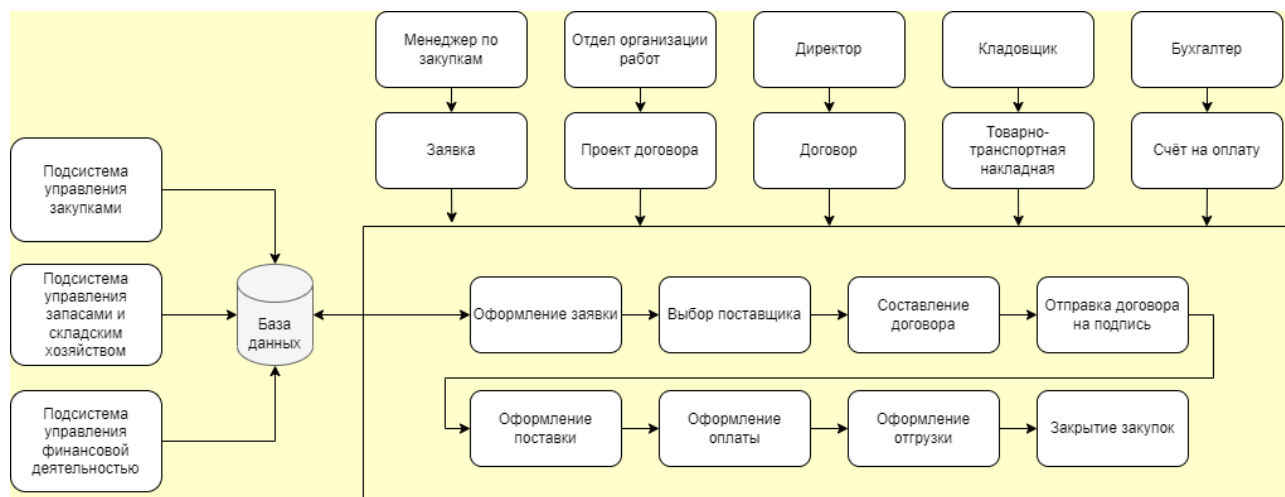 Менеджер по
закупкам
Отдел организации
работ
Директор
Кладовщик
Бухгалтер
Заявка
Проект договора
Договор
Товарно-
транспортная
накладная
Счёт на оплату
Подсистема
управления
закупками
Подсистема
управления
запасами и
складским
хозяйством
Подсистема
управления
финансовой
деятельностью
База
данных
Оформление заявки
Выбор поставщика
Составление
договора
Отправка договора
на подпись
Оформление
поставки
Оформление
оплаты
Оформление
отгрузки
Закрытие закупок